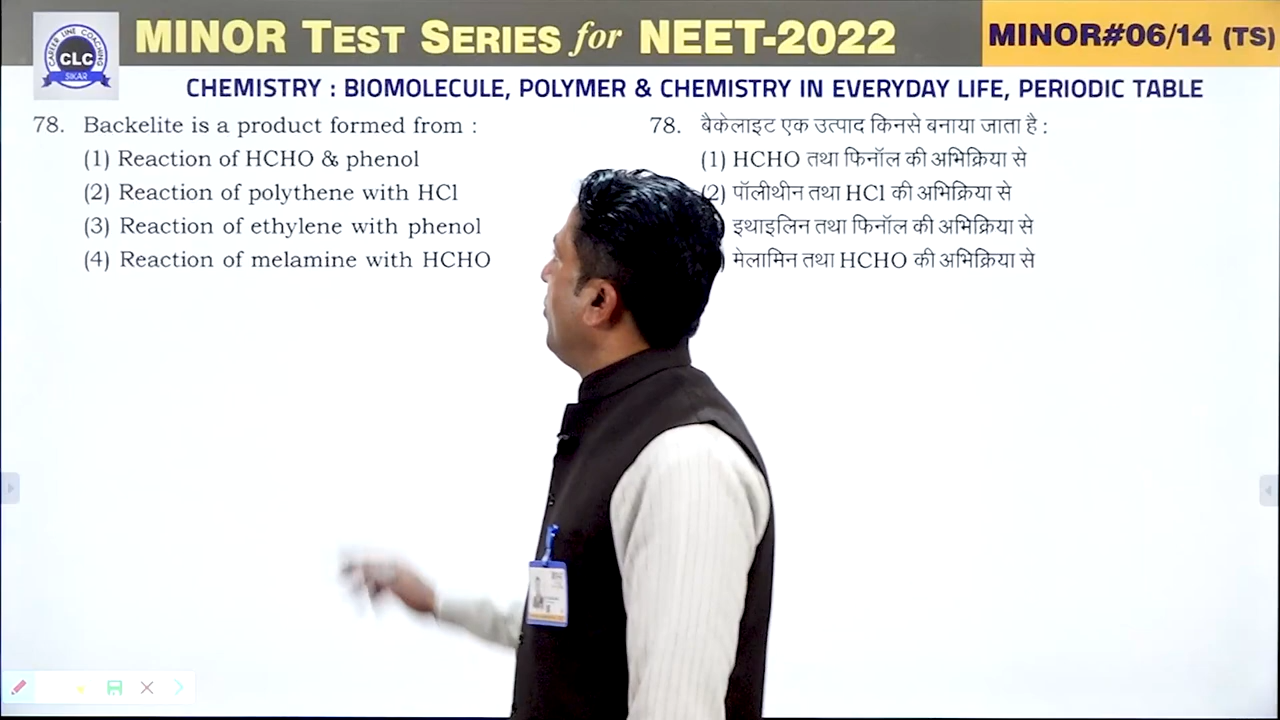 MINOR TEST SERIES for NEET-2022
MINOR#06/14 (TS)
CAREER LINE COACHING
CLC
SIKAR
CHEMISTRY : BIOMOLECULE, POLYMER & CHEMISTRY IN EVERYDAY LIFE, PERIODIC TABLE
78. Backelite is a product formed from :
(1) Reaction of HCHO & phenol
(2) Reaction of polythene with HCl
(3) Reaction of ethylene with phenol
(4) Reaction of melamine with HCHO
78. बैकेलाइट एक उत्पाद किनसे बनाया जाता है :
(1) HCHO तथा फिनॉल की अभिक्रिया से
(2) पॉलीथीन तथा HCl की अभिक्रिया से
इथाइलिन तथा फिनॉल की अभिक्रिया से
) मेलामिन तथा HCHO की अभिक्रिया से